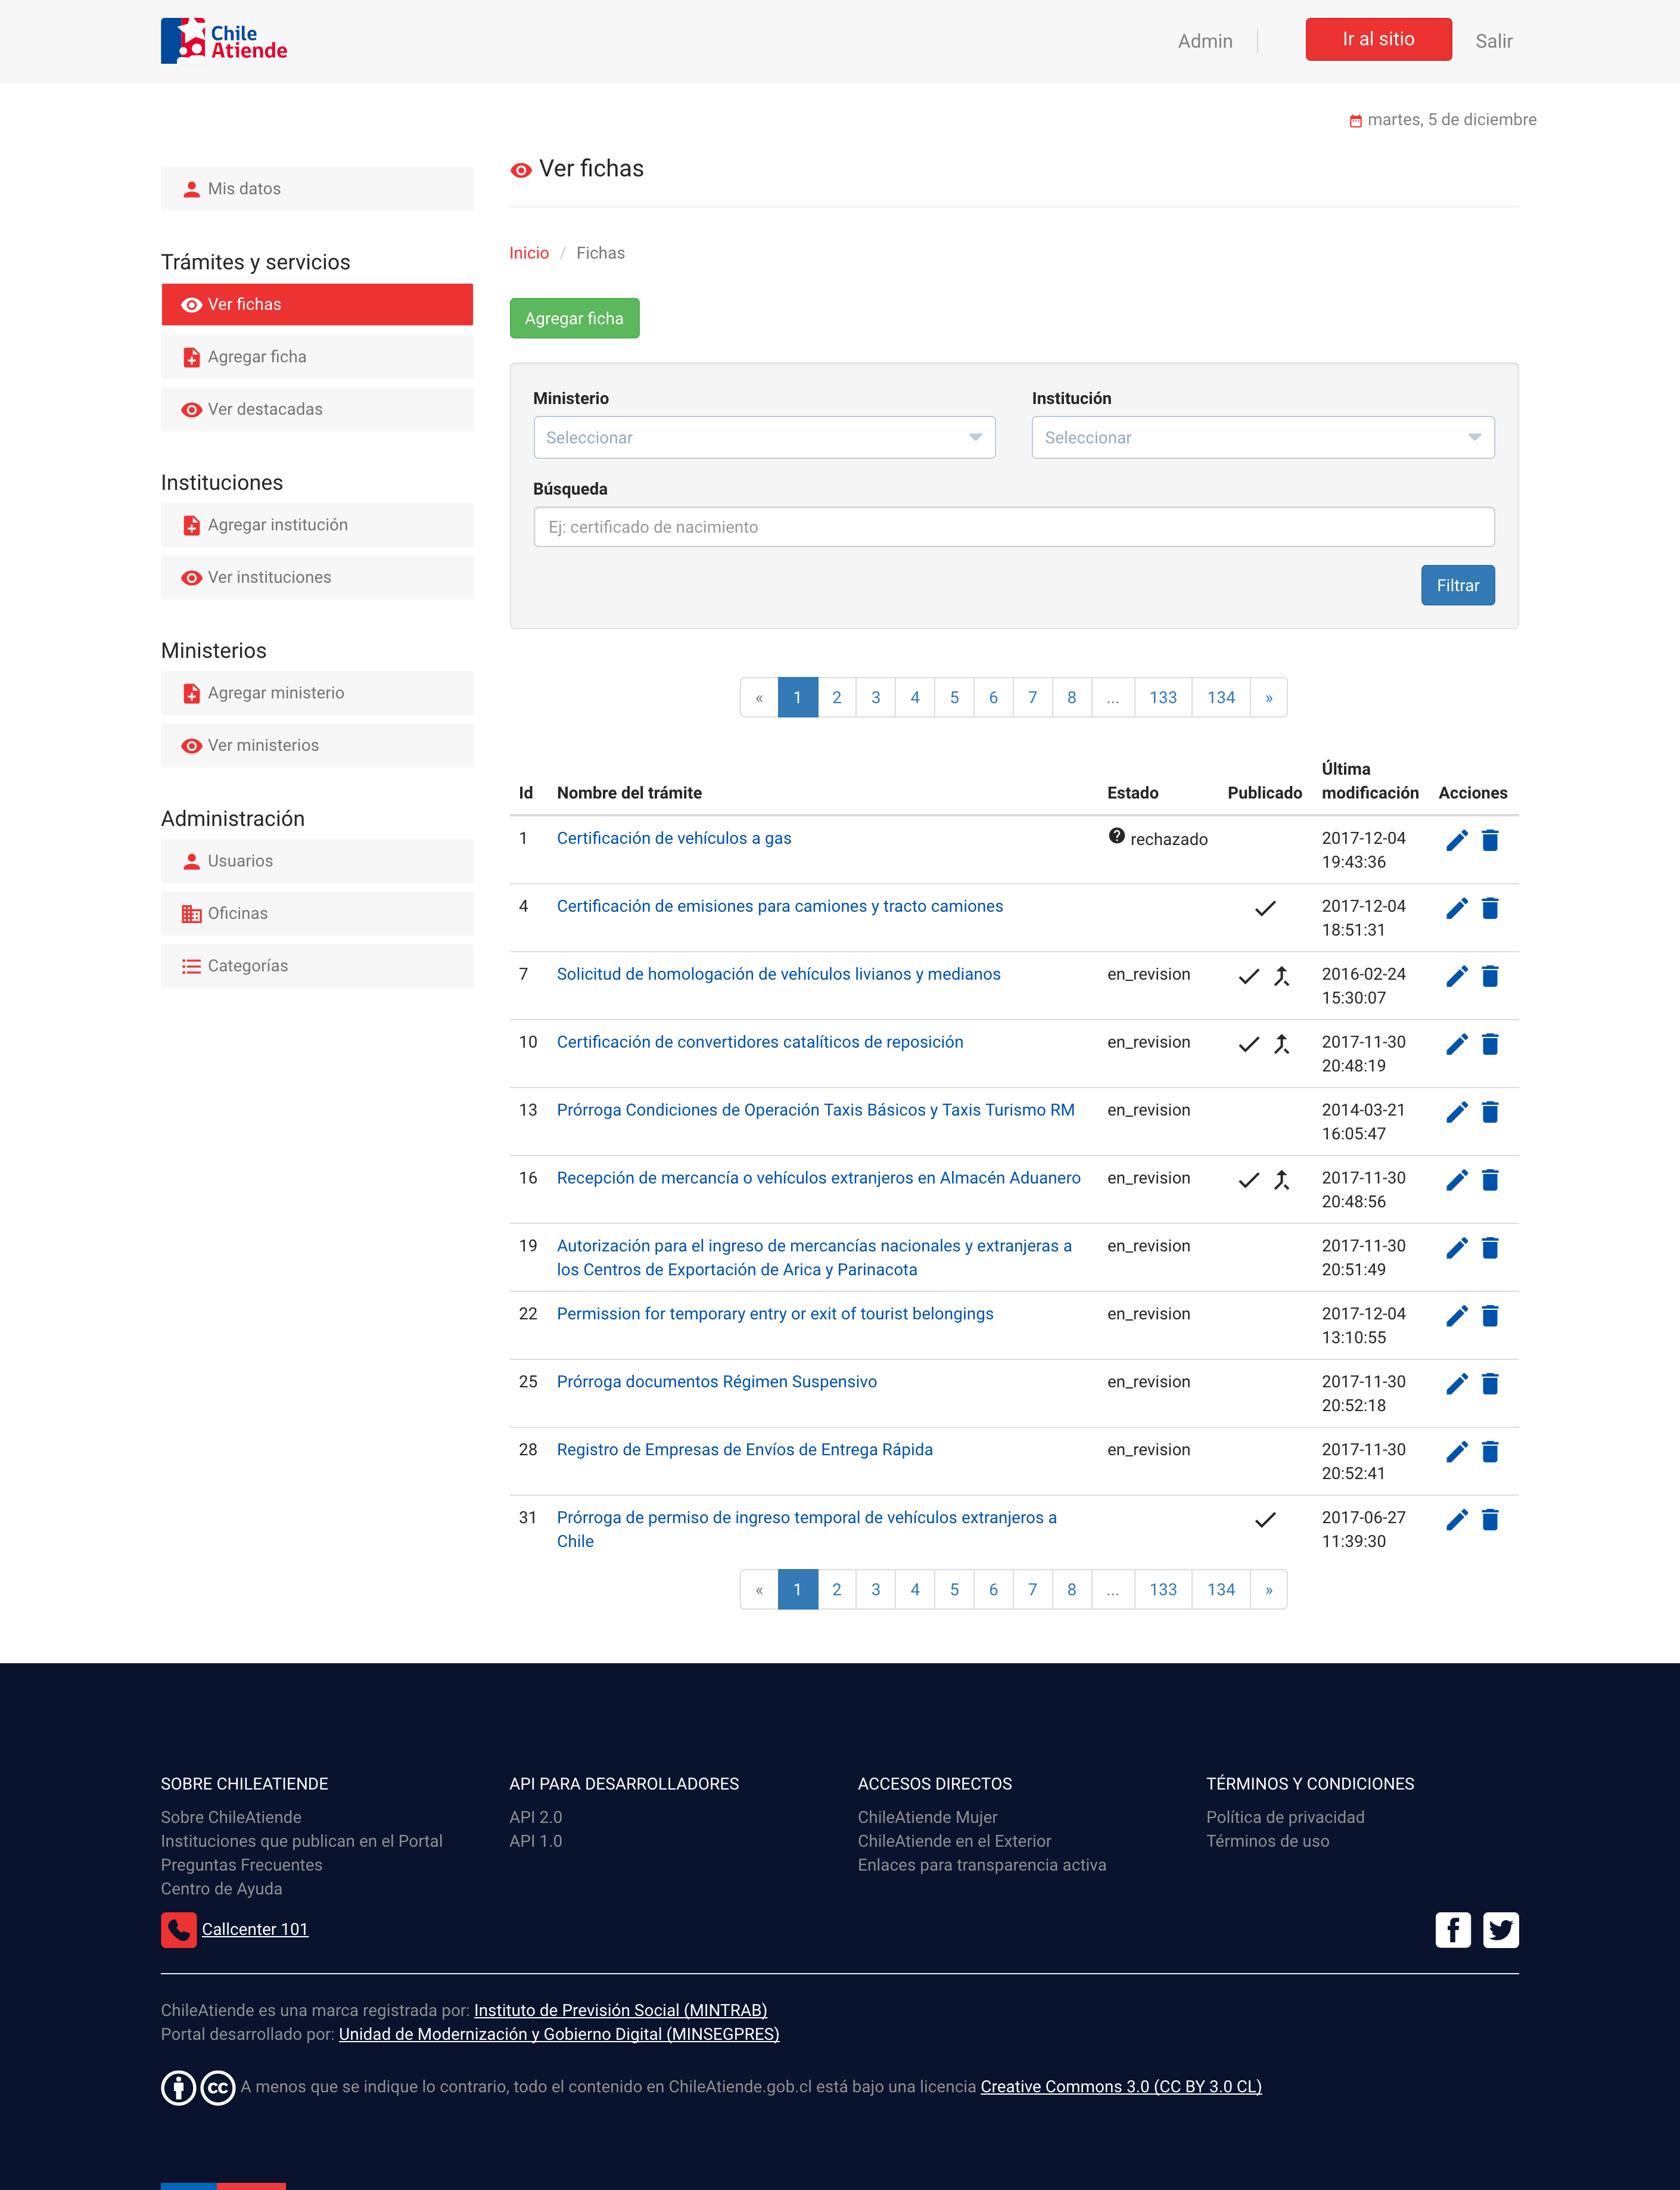 Chile
Atiende
Admin
Ir al sitio
Salir
martes, 5 de diciembre
Mis datos
Trámites y servicios
Ver fichas
Agregar ficha
Ver destacadas
Instituciones
Agregar institución
Ver instituciones
Ministerios
Agregar ministerio
Ver ministerios
Administración
Usuarios
Oficinas
Categorías
Ver fichas
Inicio / Fichas
Agregar ficha
Ministerio
Seleccionar
Institución
Seleccionar
Búsqueda
Ej: certificado de nacimiento
Filtrar
« 1 2 3 4 5 6 7 8 ... 133 134 »
Id Nombre del trámite Estado Publicado Última modificación Acciones
1 Certificación de vehículos a gas rechazado 2017-12-04
19:43:36
4 Certificación de emisiones para camiones y tracto camiones 2017-12-04
18:51:31
7 Solicitud de homologación de vehículos livianos y medianos en_revision 2016-02-24
15:30:07
10 Certificación de convertidores catalíticos de reposición en_revision 2017-11-30
20:48:19
13 Prórroga Condiciones de Operación Taxis Básicos y Taxis Turismo RM en_revision 2014-03-21
16:05:47
16 Recepción de mercancía o vehículos extranjeros en Almacén Aduanero en_revision 2017-11-30
20:48:56
19 Autorización para el ingreso de mercancías nacionales y extranjeras a en_revision 2017-11-30
los Centros de Exportación de Arica y Parinacota 20:51:49
22 Permission for temporary entry or exit of tourist belongings en_revision 2017-12-04
13:10:55
25 Prórroga documentos Régimen Suspensivo en_revision 2017-11-30
20:52:18
28 Registro de Empresas de Envíos de Entrega Rápida en_revision 2017-11-30
20:52:41
31 Prórroga de permiso de ingreso temporal de vehículos extranjeros a 2017-06-27
Chile 11:39:30
« 1 2 3 4 5 6 7 8 ... 133 134 »
SOBRE CHILEATIENDE
Sobre ChileAtiende
Instituciones que publican en el Portal
Preguntas Frecuentes
Centro de Ayuda
API PARA DESARROLLADORES
API 2.0
API 1.0
ACCESOS DIRECTOS
ChileAtiende Mujer
ChileAtiende en el Exterior
Enlaces para transparencia activa
TÉRMINOS Y CONDICIONES
Política de privacidad
Términos de uso
Callcenter 101
ChileAtiende es una marca registrada por: Instituto de Previsión Social (MINTRAB)
Portal desarrollado por: Unidad de Modernización y Gobierno Digital (MINSEGPRES)
cc A menos que se indique lo contrario, todo el contenido en ChileAtiende.gob.cl está bajo una licencia Creative Commons 3.0 (CC BY 3.0 CL)